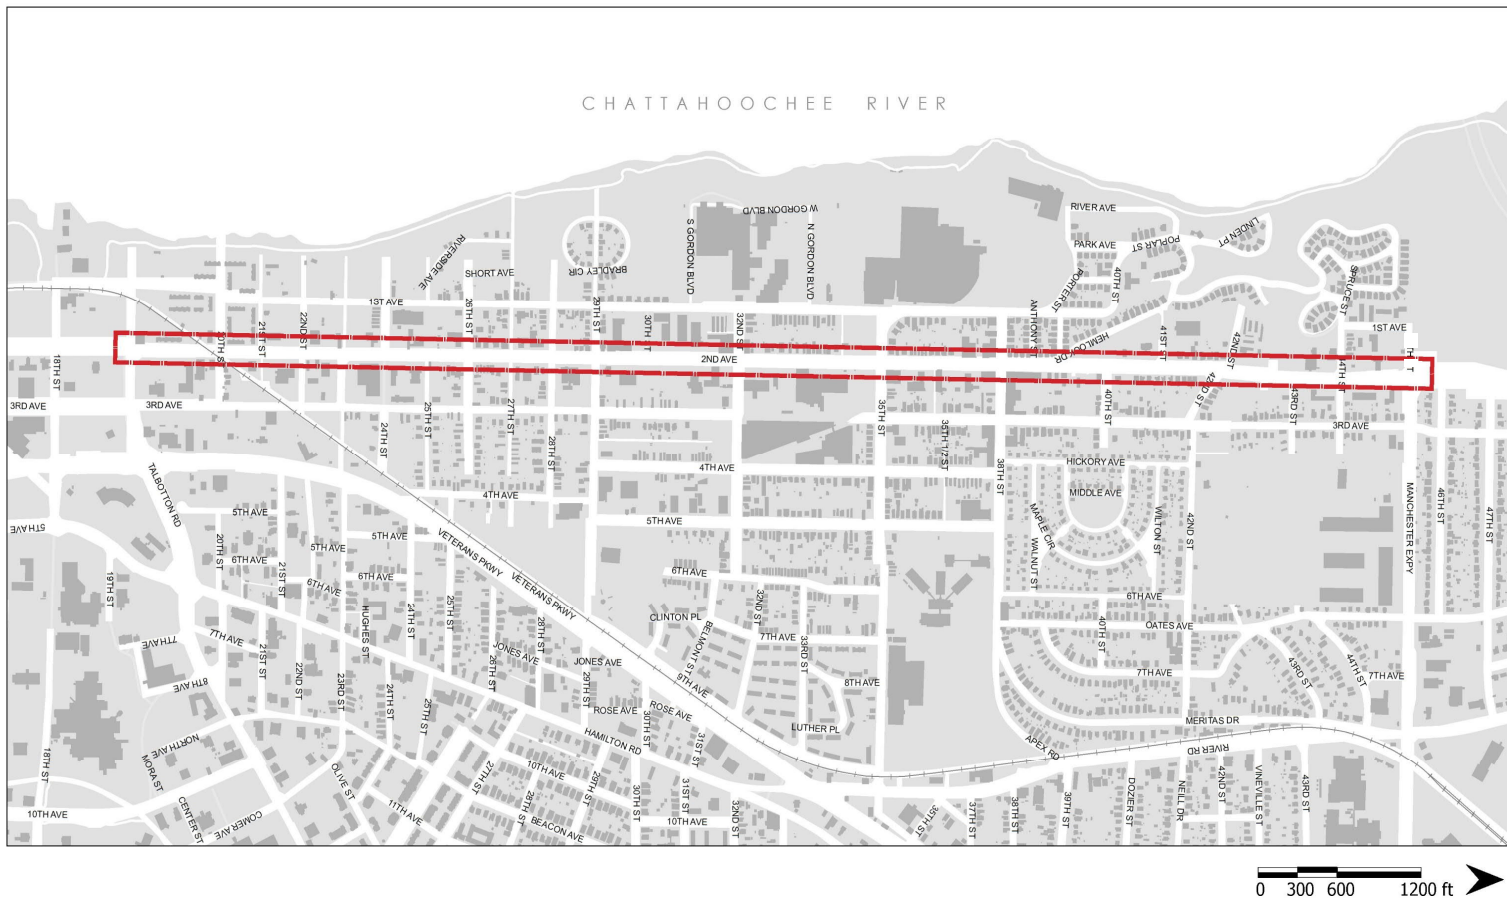 CHATTAHOOCHEE RIVER
W GORDON BLVD
S GORDON BLVD
N GORDON BLVD
RIVER AVE
PARK AVE
POPLAR ST
LINDEN PT
PORTER ST
40TH ST
SPRUCE ST
RIVERSIDE AVE
SHORT AVE
BRADLEY CIR
1ST AVE
26TH ST
29TH ST
30TH ST
32ND ST
ANTHONY ST
HEMLOCK DR
41ST ST
42ND ST
1ST AVE
18TH ST
20TH ST
21ST ST
22ND ST
2ND AVE
44TH ST
3RD AVE
3RD AVE
24TH ST
25TH ST
27TH ST
28TH ST
35TH ST
35TH 1/2 ST
38TH ST
40TH ST
42ND ST
43RD ST
3RD AVE
TALBOTTON RD
4TH AVE
4TH AVE
HICKORY AVE
MIDDLE AVE
MAPLE CIR
WALNUT ST
WILTON ST
42ND ST
MANCHESTER EXPY
46TH ST
47TH ST
5TH AVE
5TH AVE
5TH AVE
5TH AVE
5TH AVE
VETERANS PKWY
VETERANS PKWY
19TH ST
20TH ST
6TH AVE
21ST ST
6TH AVE
6TH AVE
6TH AVE
6TH AVE
HUGHES ST
24TH ST
25TH ST
28TH ST
CLINTON PL
BELMONT ST
32ND ST
7TH AVE
33RD ST
OATES AVE
40TH ST
7TH AVE
7TH AVE
21ST ST
22ND ST
23RD ST
24TH ST
25TH ST
26TH ST
JONES AVE
JONES AVE
29TH ST
9TH AVE
8TH AVE
8TH AVE
7TH AVE
43RD ST
44TH ST
7TH AVE
ROSE AVE
ROSE AVE
30TH ST
31ST ST
LUTHER PL
MERITAS DR
APEX RD
RIVER RD
HAMILTON RD
NORTH AVE
MORA ST
18TH ST
10TH AVE
CENTER ST
COMER AVE
OLIVE ST
11TH AVE
27TH ST
10TH AVE
28TH ST
29TH ST
BEACON AVE
30TH ST
31ST ST
10TH AVE
32ND ST
35TH ST
37TH ST
38TH ST
39TH ST
DOZIER ST
NEILL DR
42ND ST
VINEVILLE ST
43RD ST
0 300 600 1200 ft